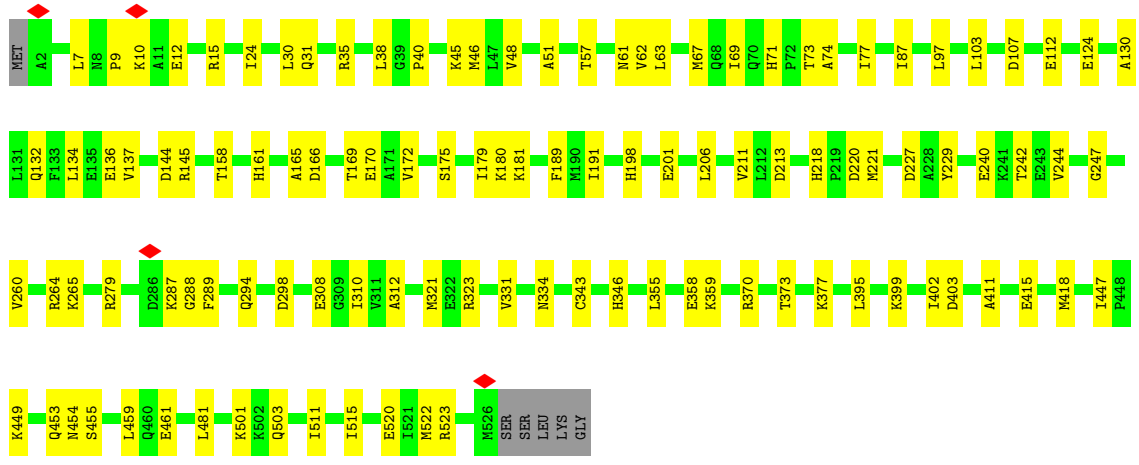 MET A2 L7 N8 P9 K10 A11 E12 R15 I24 L30 Q31 R35 L38 G39 P40 K45 M46 L47 V48 A51 T57 N61 V62 L63 M67 Q68 I69 Q70 H71 P72 T73 A74 I77 I87 L97 L103 D107 E112 E124 A130
L131 Q132 F133 L134 E135 E136 V137 D144 R145 T158 H161 A165 D166 T169 E170 A171 V172 S175 I179 K180 K181 F189 M190 I191 H198 E201 L206 V211 L212 D213 H218 P219 D220 M221 D227 A228 Y229 E240 K241 T242 E243 V244 G247
V260 R264 K265 R279 D286 K287 G288 F289 Q294 D298 E308 G309 I310 V311 A312 M321 E322 R323 V331 N334 C343 H346 L355 E358 K359 R370 T373 K377 L395 K399 I402 D403 A411 E415 M418 I447 P448
K449 Q453 N454 S455 L459 Q460 E461 L481 K501 K502 Q503 I511 I515 E520 I521 M522 R523 M526 SER SER LEU LYS GLY